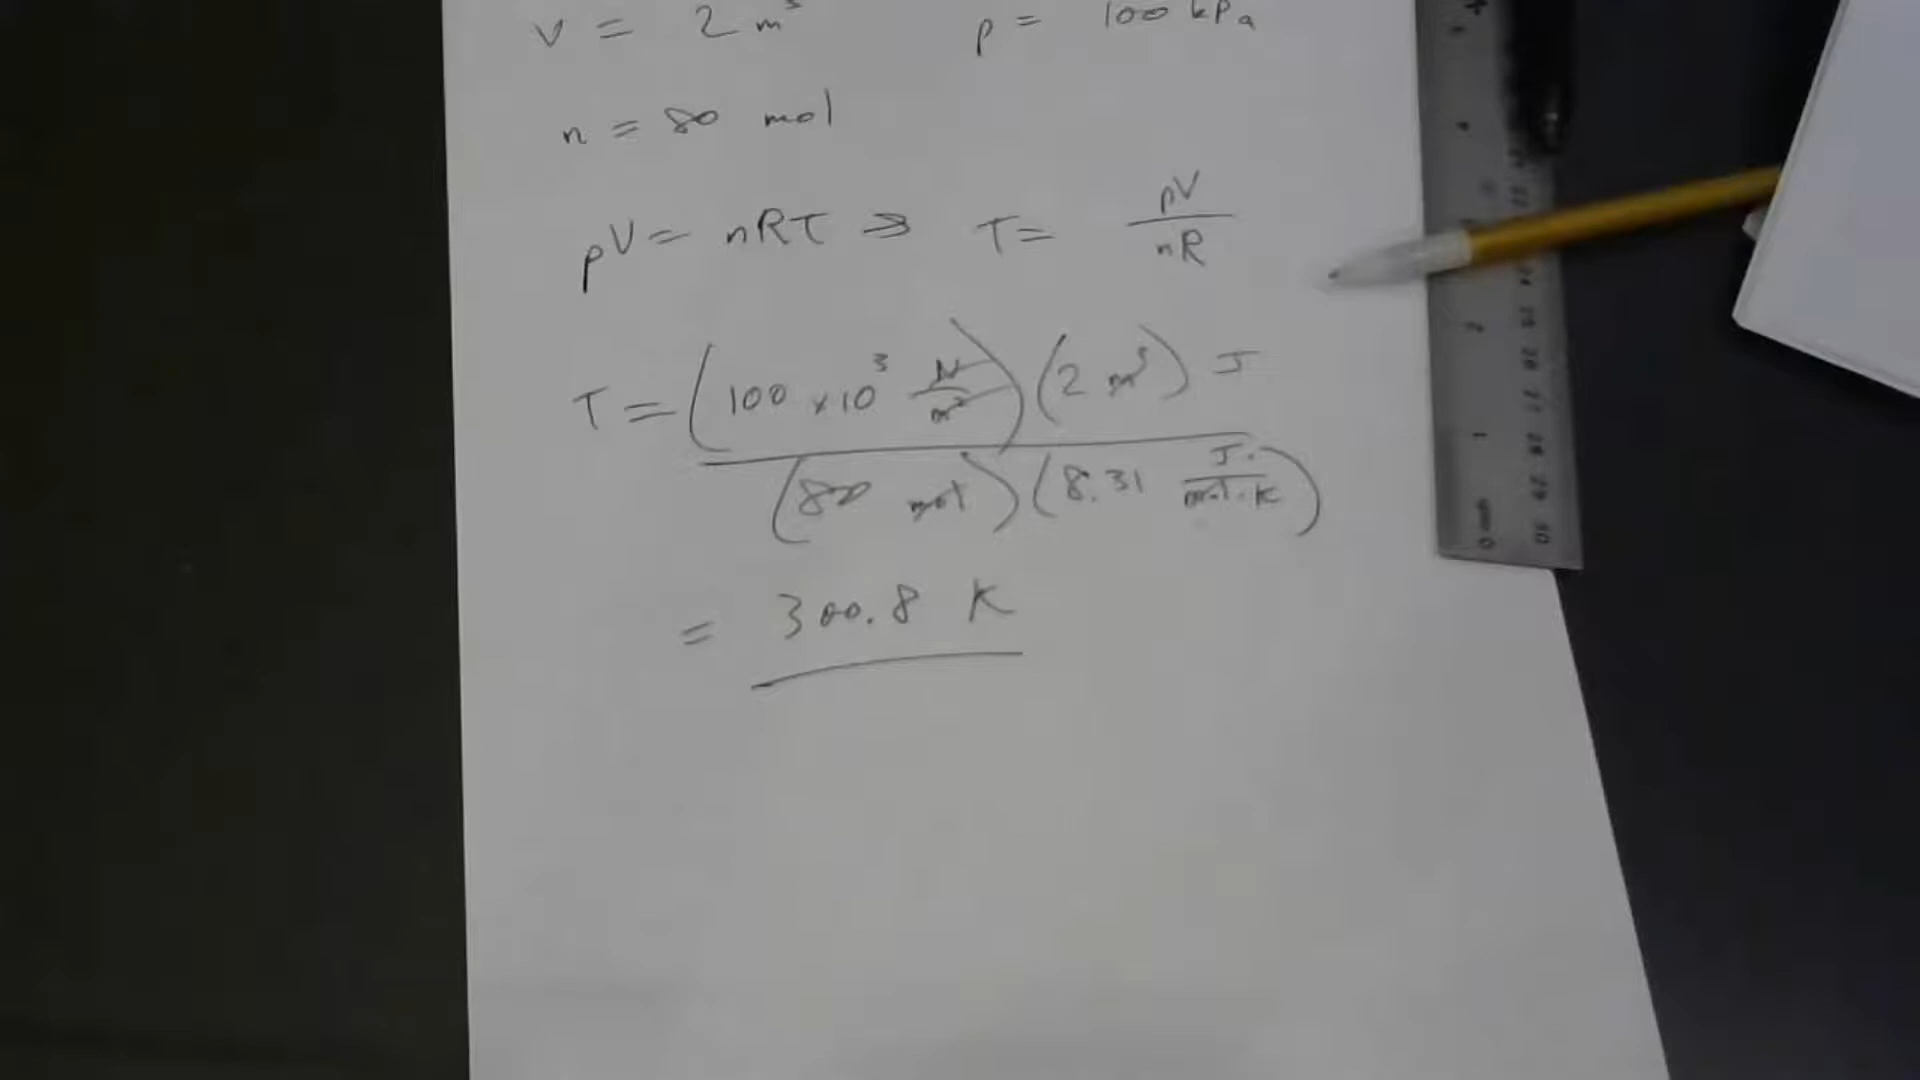 V = 2 m³ p = 100 kPa
n = 80 mol
pV = nRT ⇒ T = pV / nR
T = (100 × 10³ N/m²)(2 m³) J
(80 mol)(8.31 J / mol·K)
= 300.8 K